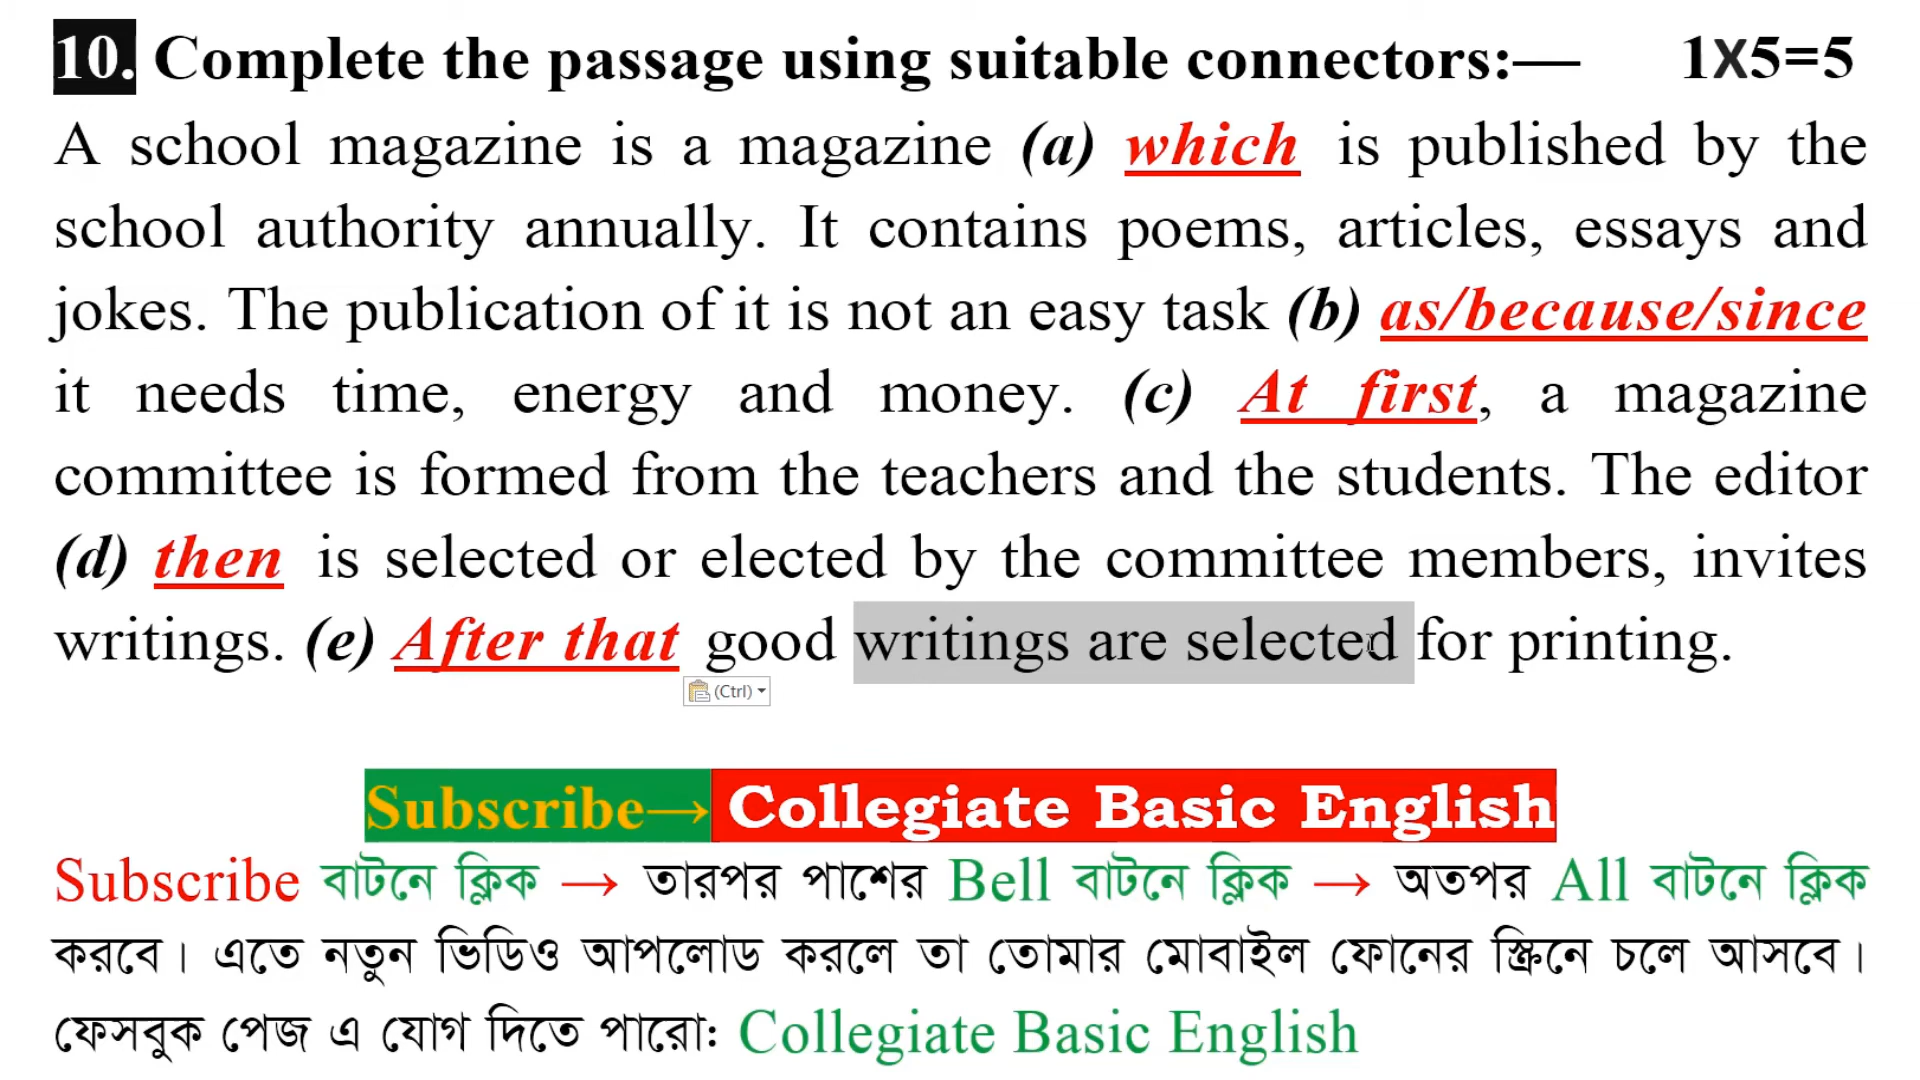 10. Complete the passage using suitable connectors:— 1X5=5
A school magazine is a magazine (a) which is published by the
school authority annually. It contains poems, articles, essays and
jokes. The publication of it is not an easy task (b) as/because/since
it needs time, energy and money. (c) At first, a magazine
committee is formed from the teachers and the students. The editor
(d) then is selected or elected by the committee members, invites
writings. (e) After that good writings are selected for printing.
(Ctrl)
Subscribe→ Collegiate Basic English
Subscribe বাটনে ক্লিক → তারপর পাশের Bell বাটনে ক্লিক → অতপর All বাটনে ক্লিক
করবে। এতে নতুন ভিডিও আপলোড করলে তা তোমার মোবাইল ফোনের স্ক্রিনে চলে আসবে।
ফেসবুক পেজ এ যোগ দিতে পারো: Collegiate Basic English